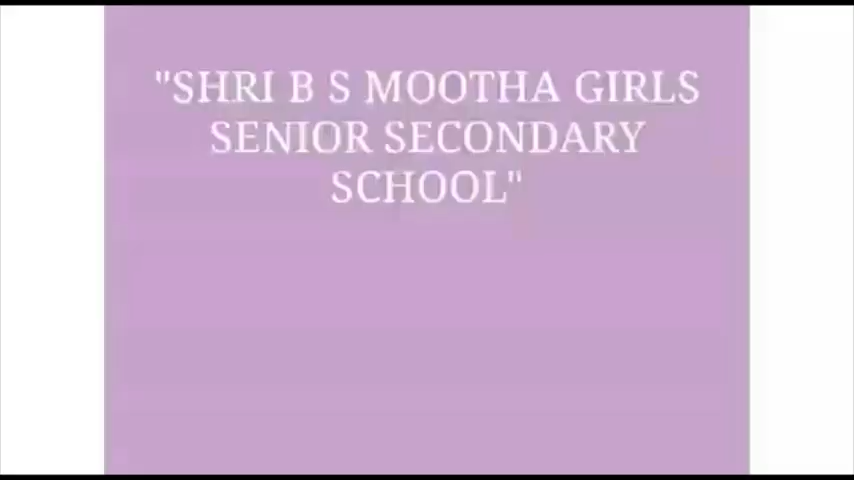 "SHRI B S MOOTHA GIRLS
SENIOR SECONDARY
SCHOOL"